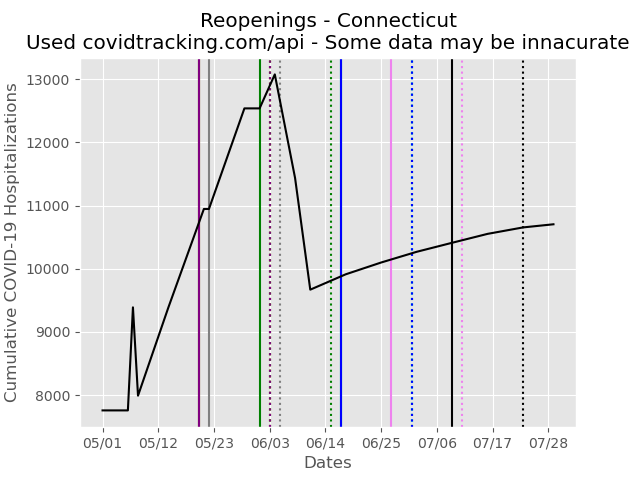 Reopenings - Connecticut
Used covidtracking.com/api - Some data may be innacurate
Cumulative COVID-19 Hospitalizations
13000
12000
11000
10000
9000
8000
05/01 05/12 05/23 06/03 06/14 06/25 07/06 07/17 07/28
Dates